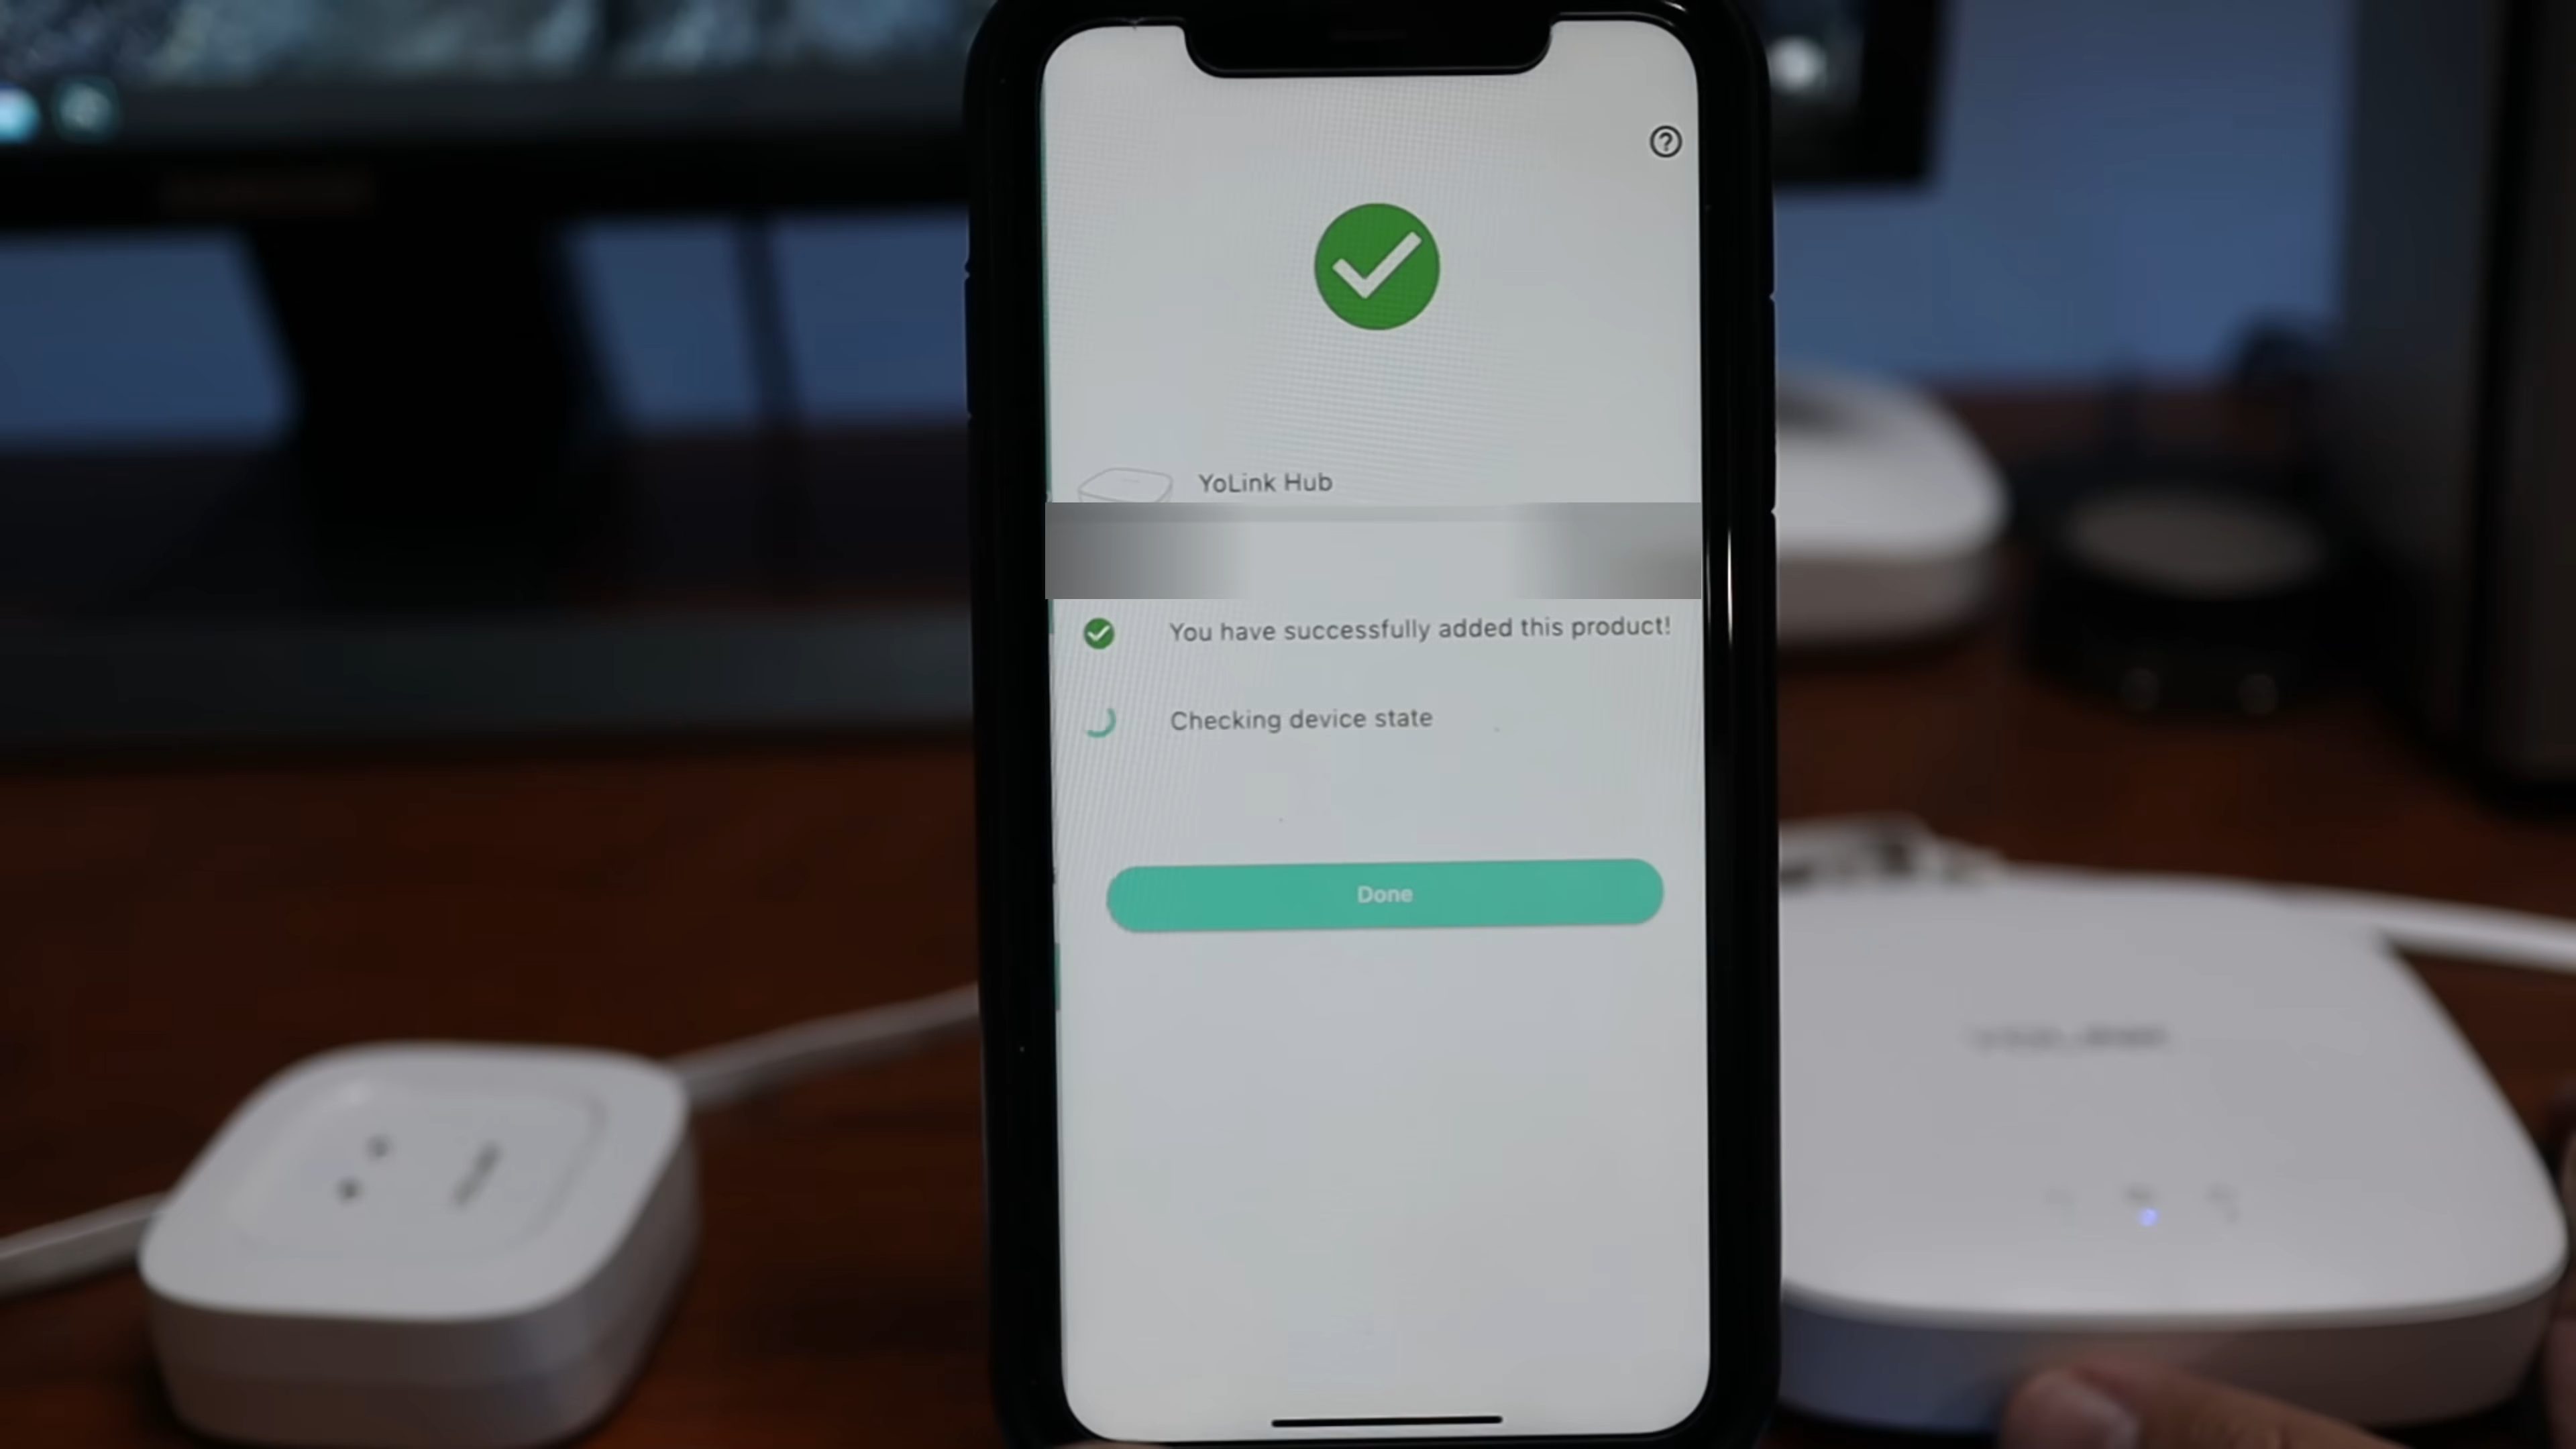 YoLink Hub
You have successfully added this product!
Checking device state
Done